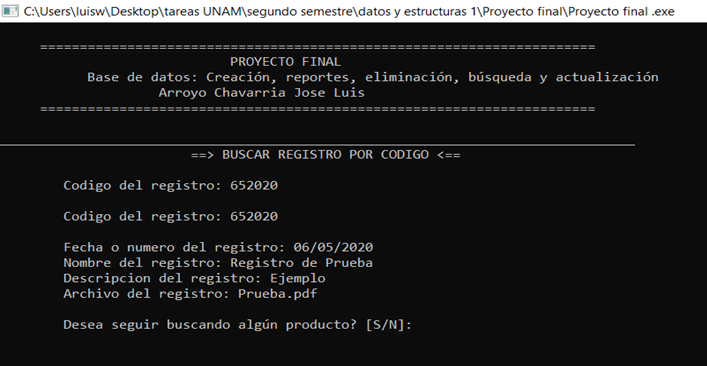 C:\Users\luisw\Desktop\tareas UNAM\segundo semestre\datos y estructuras 1\Proyecto final\Proyecto final .exe
======================================================================
PROYECTO FINAL
Base de datos: Creación, reportes, eliminación, búsqueda y actualización
Arroyo Chavarria Jose Luis
======================================================================
________________________________________________________________________________
==> BUSCAR REGISTRO POR CODIGO <==
Codigo del registro: 652020
Codigo del registro: 652020
Fecha o numero del registro: 06/05/2020
Nombre del registro: Registro de Prueba
Descripcion del registro: Ejemplo
Archivo del registro: Prueba.pdf
Desea seguir buscando algún producto? [S/N]: